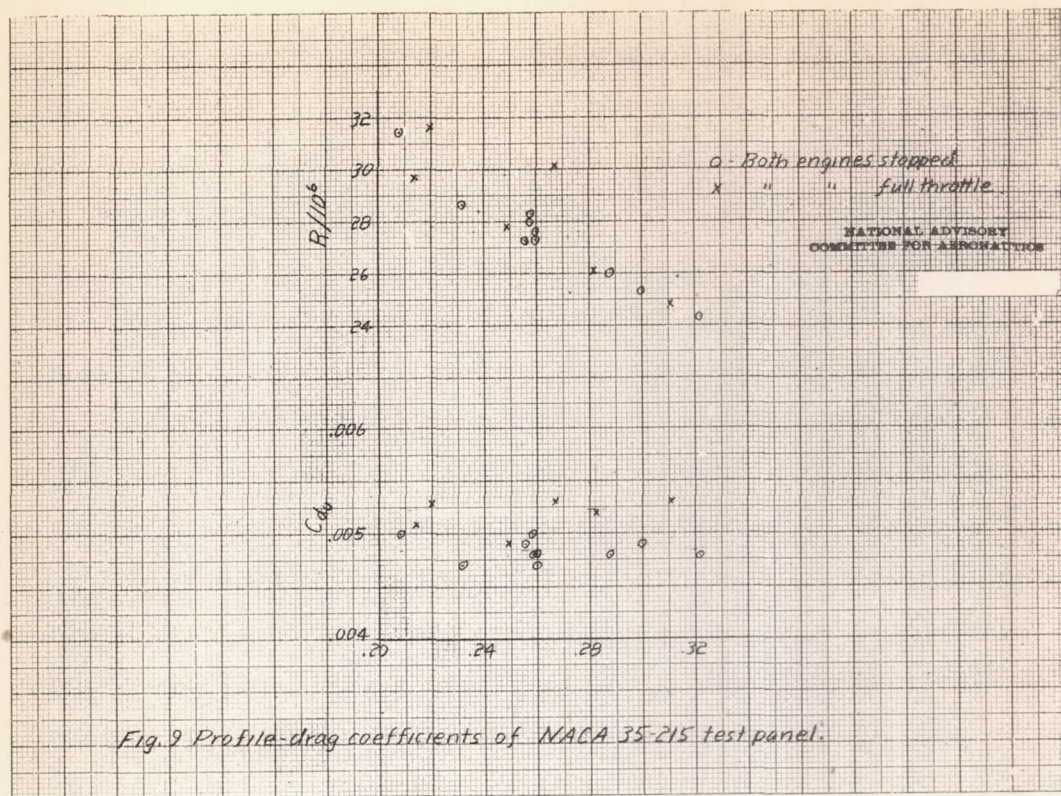 32
30
28
26
24
R/10⁶
o - Both engines stopped
x " " full throttle
NATIONAL ADVISORY
COMMITTEE FOR AERONAUTICS
.006
.005
.004
Cd₀
.20 .24 .28 .32
Fig. 9 Profile-drag coefficients of NACA 35-215 test panel.